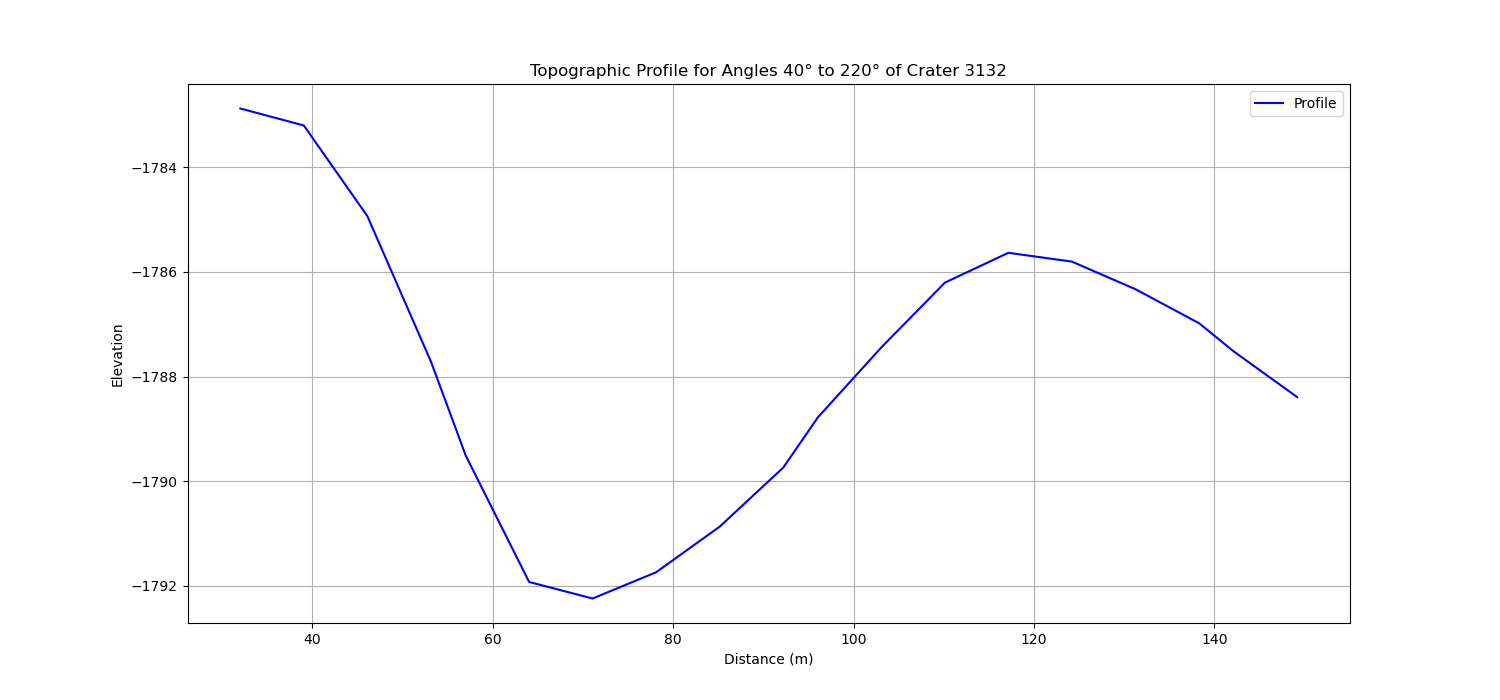 Topographic Profile for Angles 40° to 220° of Crater 3132
Profile
−1784
−1786
−1788
−1790
−1792
Elevation
40 60 80 100 120 140
Distance (m)